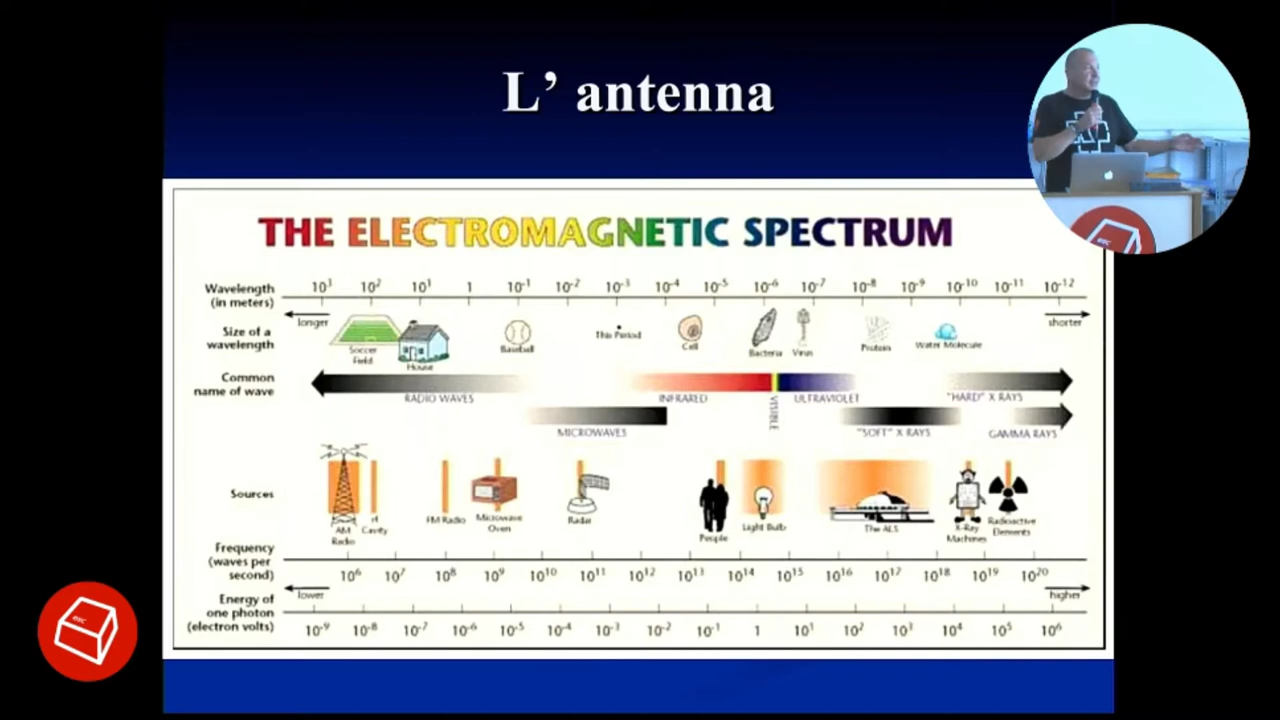 L’ antenna
THE ELECTROMAGNETIC SPECTRUM
Wavelength (in meters)
10³ 10² 10¹ 1 10⁻¹ 10⁻² 10⁻³ 10⁻⁴ 10⁻⁵ 10⁻⁶ 10⁻⁷ 10⁻⁸ 10⁻⁹ 10⁻¹⁰ 10⁻¹¹ 10⁻¹²
longer shorter
Size of a wavelength
Soccer Field House Baseball This Period Cell Bacteria Virus Protein Water Molecule
Common name of wave
RADIO WAVES INFRARED VISIBLE ULTRAVIOLET "HARD" X RAYS
MICROWAVES "SOFT" X RAYS GAMMA RAYS
Sources
AM Radio rf Cavity FM Radio Microwave Oven Radar People Light Bulb The ALS X-Ray Machines Radioactive Elements
Frequency (waves per second)
10⁶ 10⁷ 10⁸ 10⁹ 10¹⁰ 10¹¹ 10¹² 10¹³ 10¹⁴ 10¹⁵ 10¹⁶ 10¹⁷ 10¹⁸ 10¹⁹ 10²⁰
lower higher
Energy of one photon (electron volts)
10⁻⁹ 10⁻⁸ 10⁻⁷ 10⁻⁶ 10⁻⁵ 10⁻⁴ 10⁻³ 10⁻² 10⁻¹ 1 10¹ 10² 10³ 10⁴ 10⁵ 10⁶